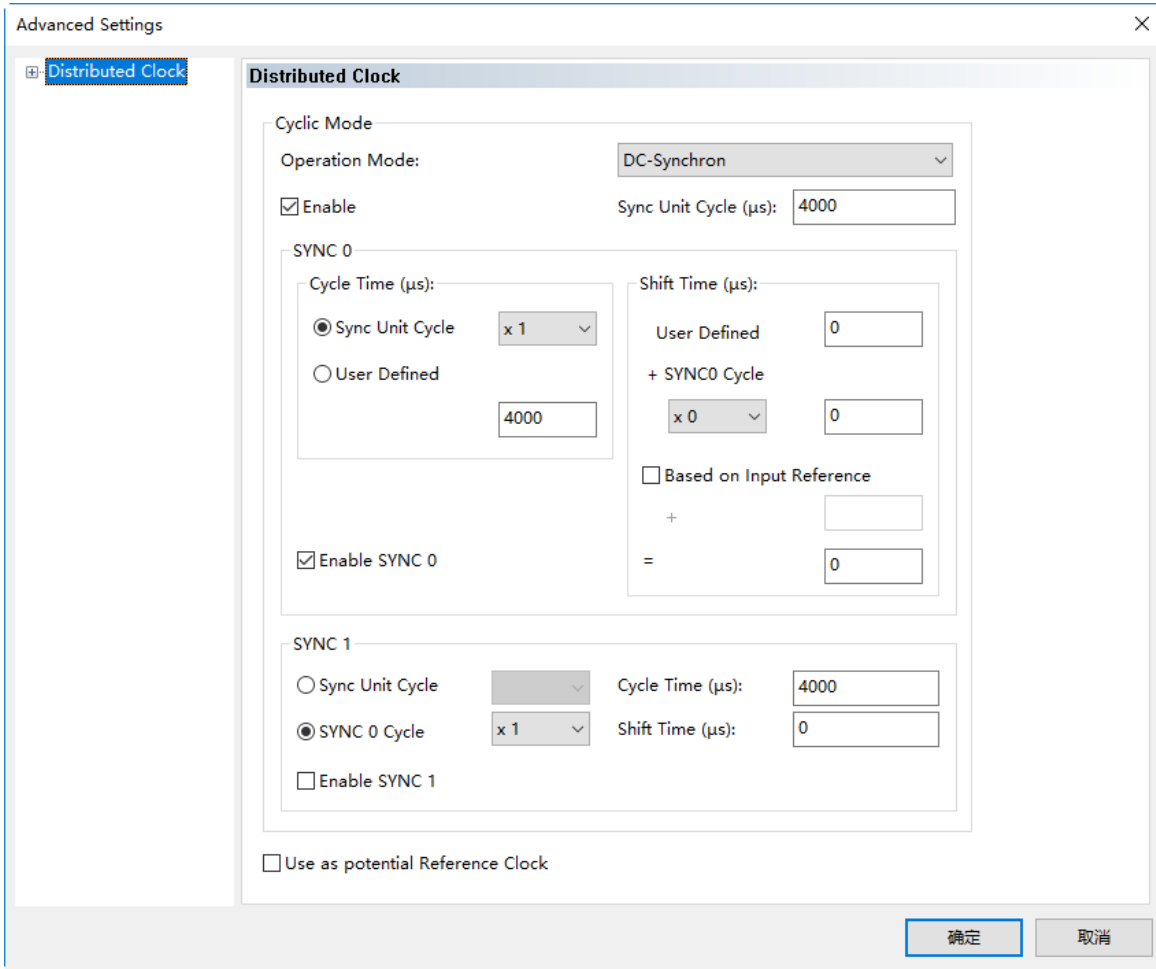 Advanced Settings
Distributed Clock
Distributed Clock
Cyclic Mode
Operation Mode: DC-Synchron
Enable Sync Unit Cycle (µs): 4000
SYNC 0
Cycle Time (µs): Shift Time (µs):
Sync Unit Cycle x 1 User Defined 0
User Defined + SYNC0 Cycle
4000 x 0 0
Based on Input Reference
+
Enable SYNC 0 = 0
SYNC 1
Sync Unit Cycle Cycle Time (µs): 4000
SYNC 0 Cycle x 1 Shift Time (µs): 0
Enable SYNC 1
Use as potential Reference Clock
确定 取消